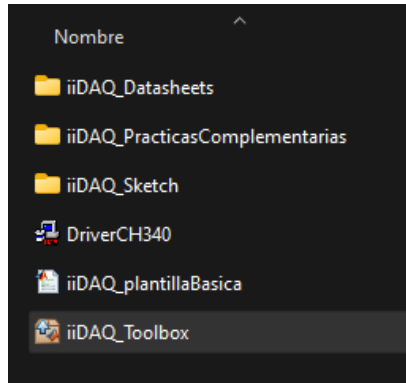 Nombre
iiDAQ_Datasheets
iiDAQ_PracticasComplementarias
iiDAQ_Sketch
DriverCH340
iiDAQ_plantillaBasica
iiDAQ_Toolbox